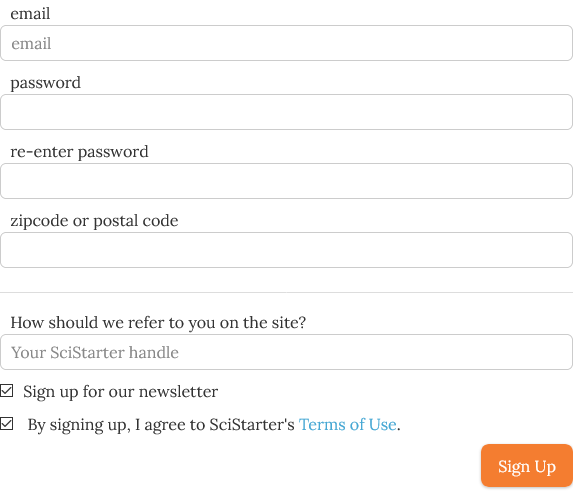 email
email
password
re-enter password
zipcode or postal code
How should we refer to you on the site?
Your SciStarter handle
Sign up for our newsletter
By signing up, I agree to SciStarter's Terms of Use.
Sign Up